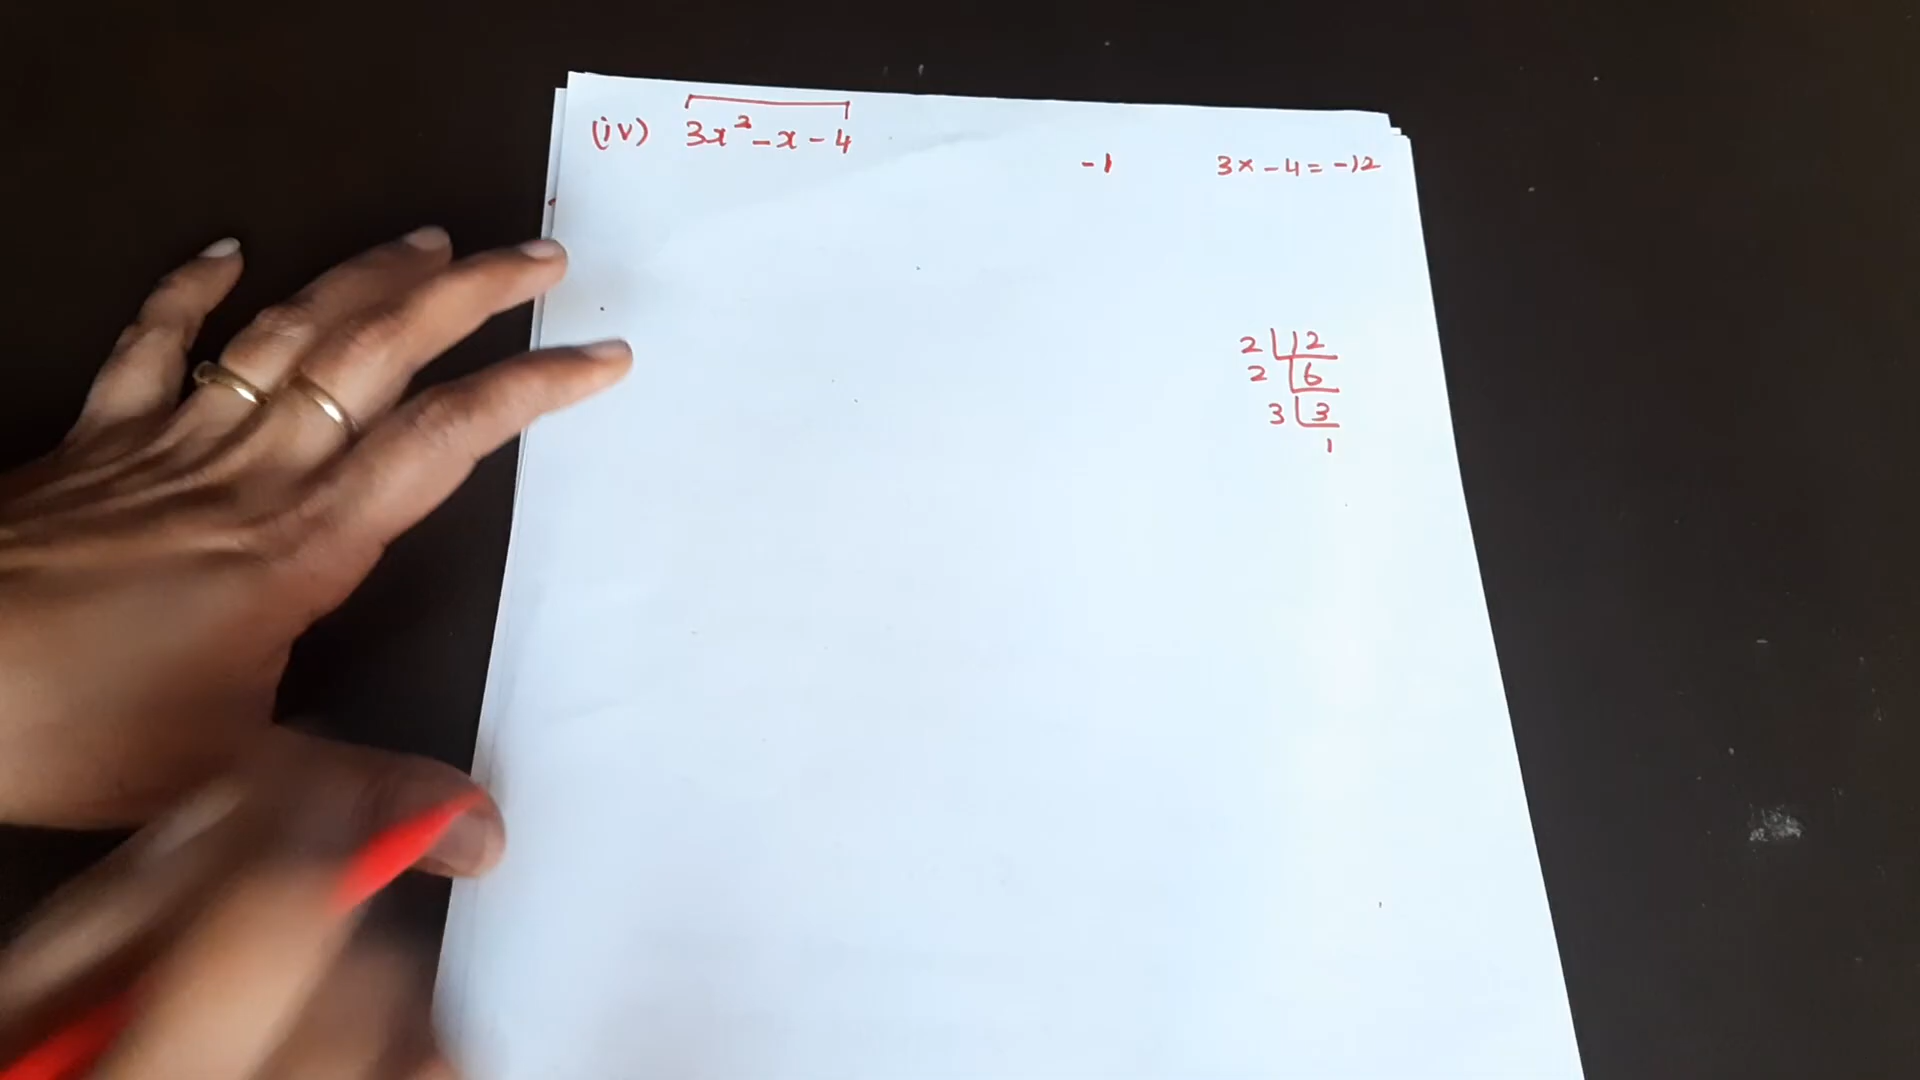 (iv) 3x² - x - 4
-1 3 x - 4 = -12
2 | 12
2 | 6
3 | 3
1